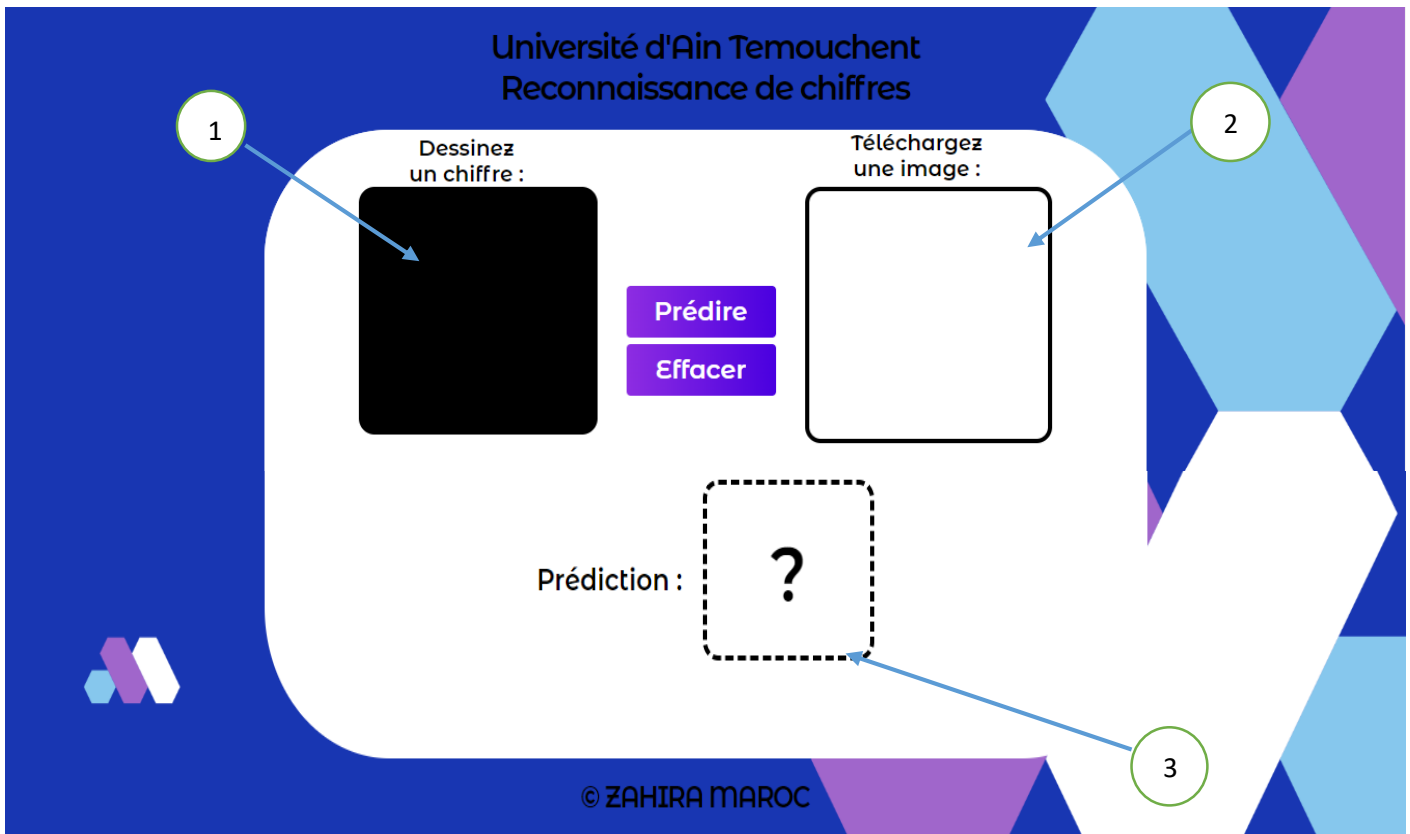 Université d'Ain Temouchent
Reconnaissance de chiffres
1
2
Dessinez
un chiffre :
Téléchargez
une image :
Prédire
Effacer
Prédiction :
?
3
© ZAHIRA MAROC